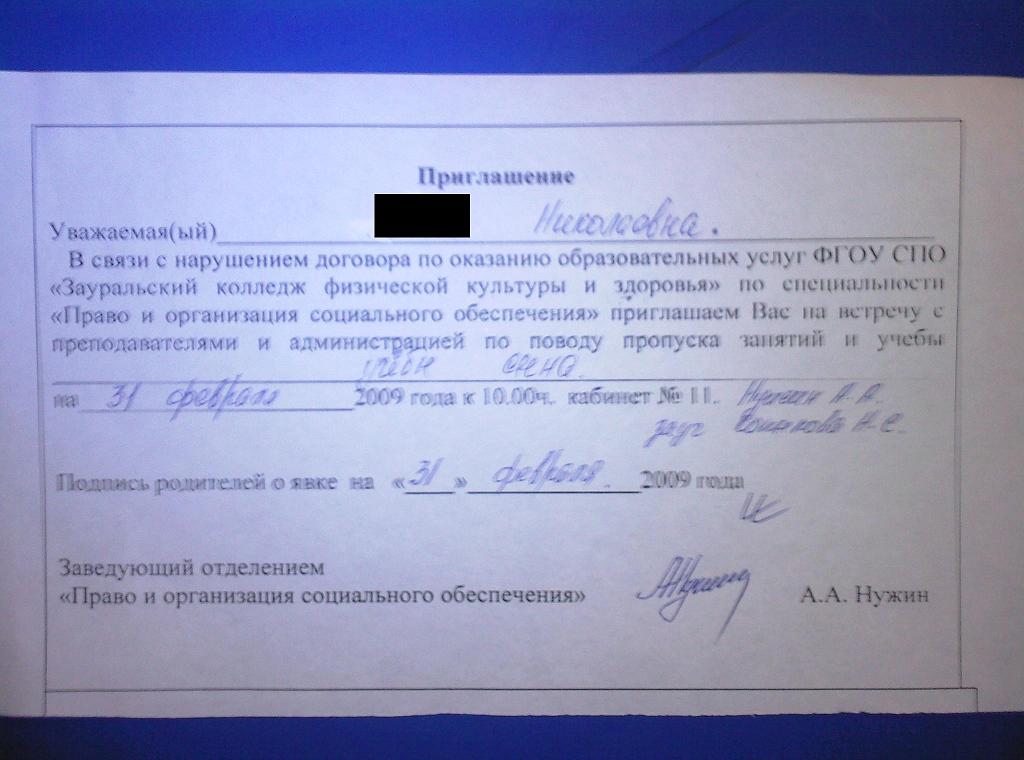 Приглашение
Уважаемая(ый) Николаевна.
В связи с нарушением договора по оказанию образовательных услуг ФГОУ СПО
«Зауральский колледж физической культуры и здоровья» по специальности
«Право и организация социального обеспечения» приглашаем Вас на встречу с
преподавателями и администрацией по поводу пропуска занятий и учебы
на 31 февраля 2009 года к 10.00ч. кабинет № 11. Нужин А.А.
завуч Н.С.
Подпись родителей о явке на «31» февраля. 2009 года
Заведующий отделением
«Право и организация социального обеспечения» А.А. Нужин